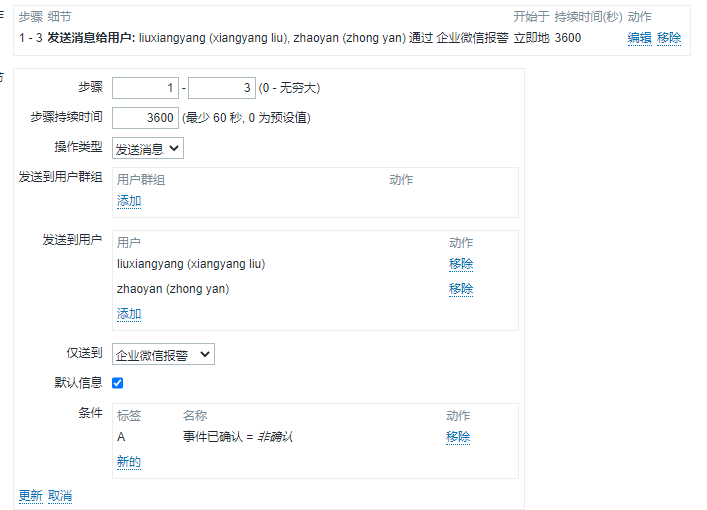 作
步骤 细节 开始于 持续时间(秒) 动作
1 - 3 发送消息给用户: liuxiangyang (xiangyang liu), zhaoyan (zhong yan) 通过 企业微信报警 立即地 3600 编辑 移除
节
步骤 1 - 3 (0 - 无穷大)
步骤持续时间 3600 (最少 60 秒, 0 为预设值)
操作类型 发送消息
发送到用户群组 用户群组 动作
添加
发送到用户 用户 动作
liuxiangyang (xiangyang liu) 移除
zhaoyan (zhong yan) 移除
添加
仅送到 企业微信报警
默认信息
条件 标签 名称 动作
A 事件已确认 = 非确认 移除
新的
更新 取消